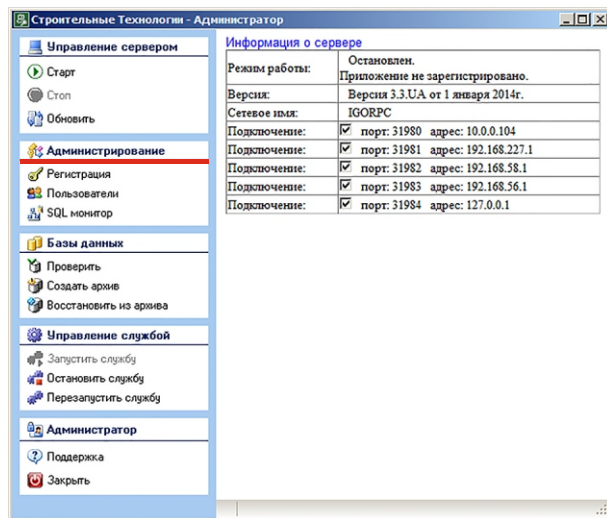 Строительные Технологии - Администратор
Управление сервером
Старт
Стоп
Обновить
Администрирование
Регистрация
Пользователи
SQL монитор
Базы данных
Проверить
Создать архив
Восстановить из архива
Управление службой
Запустить службу
Остановить службу
Перезапустить службу
Администратор
Поддержка
Закрыть
Информация о сервере
Режим работы: Остановлен.
Приложение не зарегистрировано.
Версия: Версия 3.3.UA от 1 января 2014г.
Сетевое имя: IGORPC
Подключение: порт: 31980 адрес: 10.0.0.104
Подключение: порт: 31981 адрес: 192.168.227.1
Подключение: порт: 31982 адрес: 192.168.58.1
Подключение: порт: 31983 адрес: 192.168.56.1
Подключение: порт: 31984 адрес: 127.0.0.1